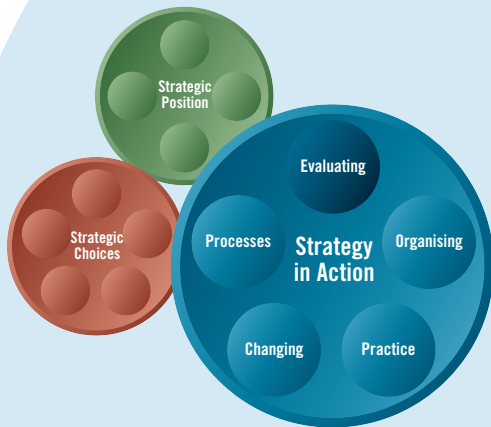 Strategic
Position
Evaluating
Strategic
Choices
Processes
Strategy
in Action
Organising
Changing
Practice